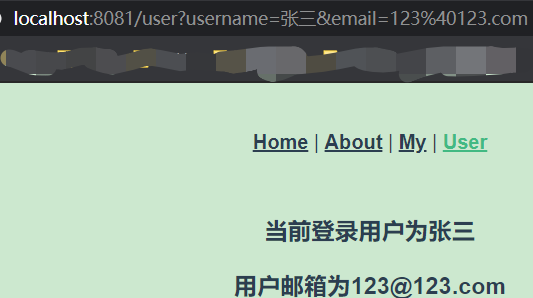 localhost:8081/user?username=张三&email=123%40123.com
Home | About | My | User
当前登录用户为张三
用户邮箱为123@123.com